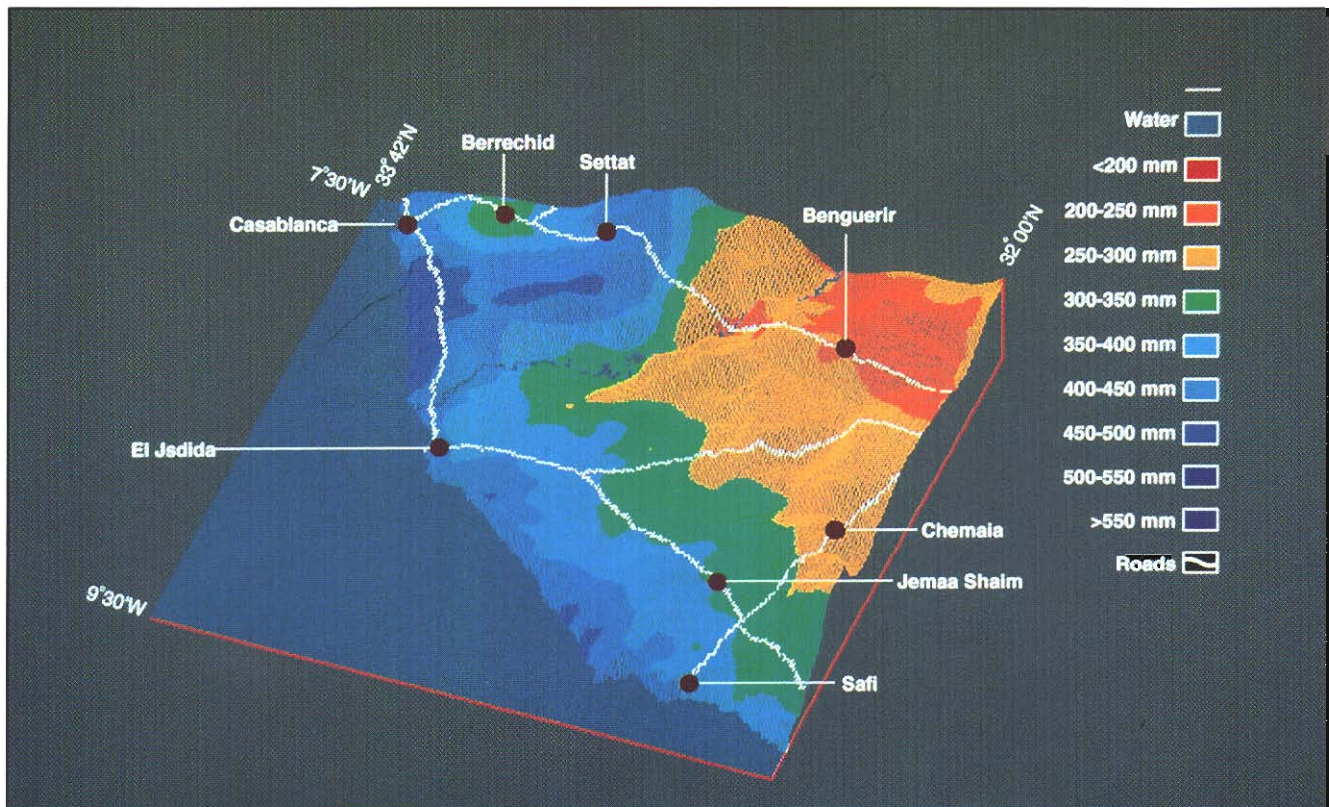 7°30'W
33°42'N
Berrechid
Settat
Casablanca
Benguerir
32°00'N
El Jsdida
Chemaia
Jemaa Shaim
9°30'W
Safi
Water
<200 mm
200-250 mm
250-300 mm
300-350 mm
350-400 mm
400-450 mm
450-500 mm
500-550 mm
>550 mm
Roads